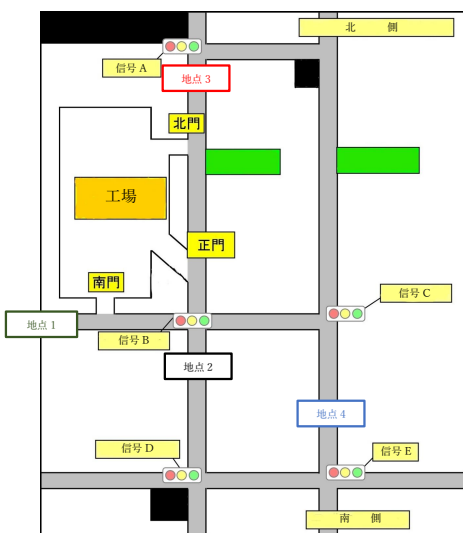 北　側
信号 A
地点 3
北門
工場
正門
南門
信号 C
地点 1
信号 B
地点 2
地点 4
信号 D
信号 E
南　側